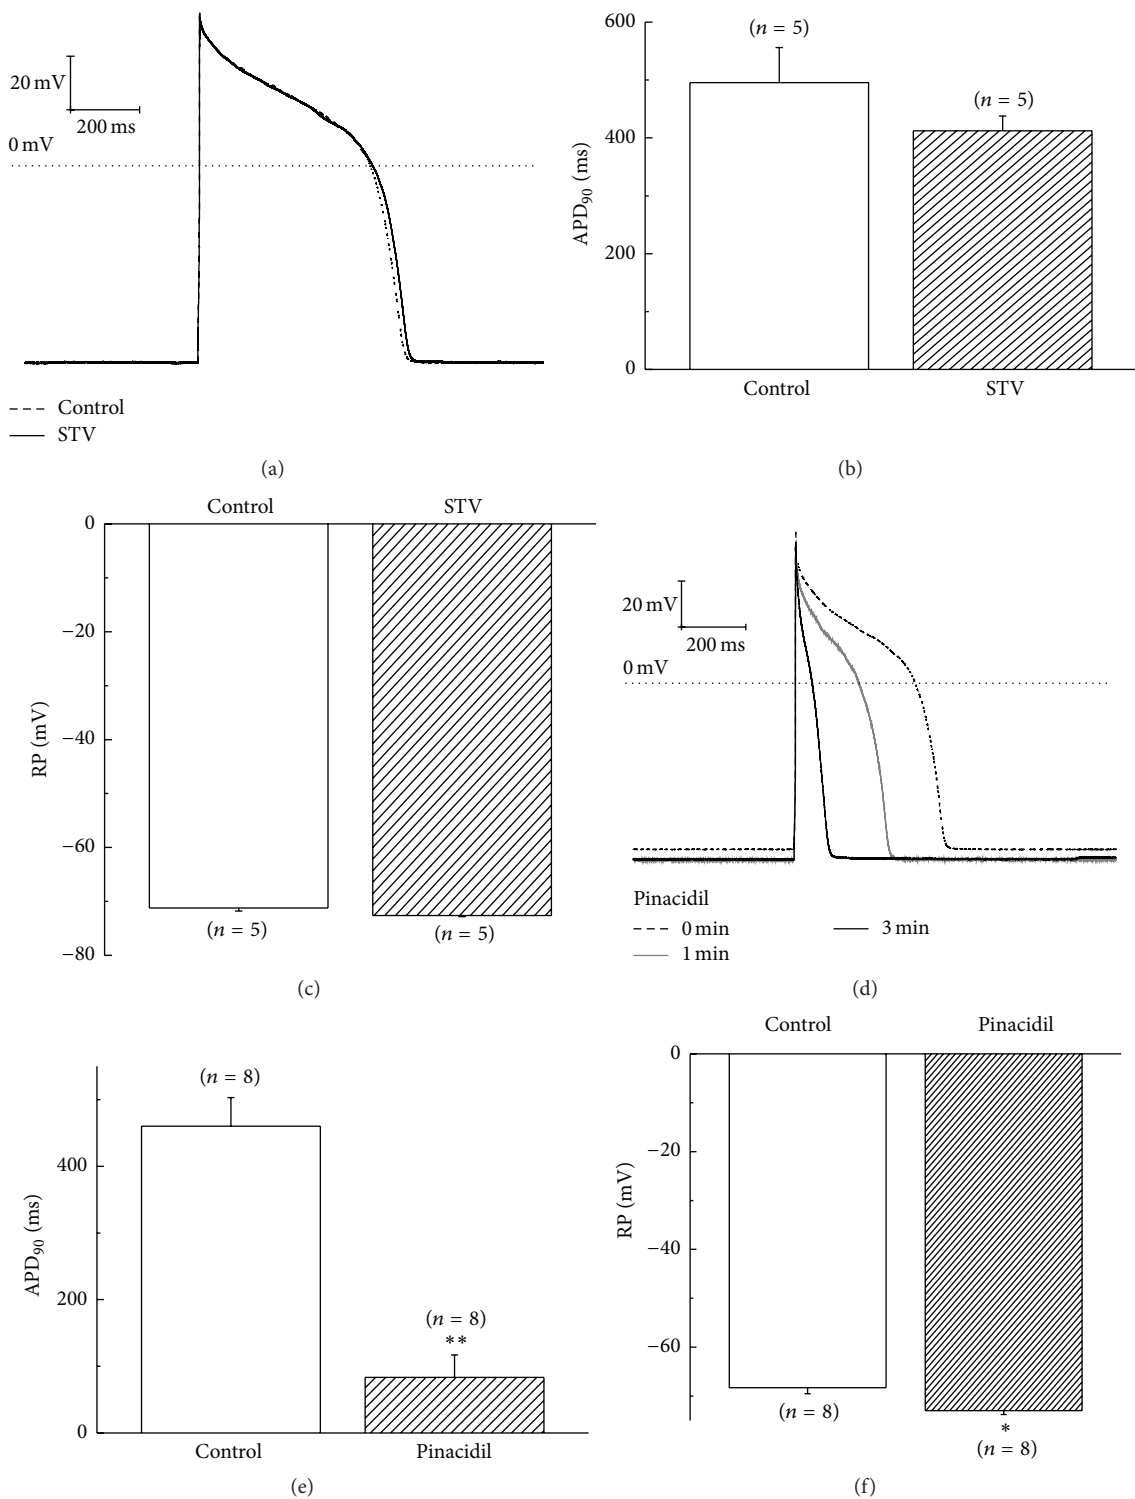 20 mV
200 ms
0 mV
Control
STV
(a)
600
400
200
0
APD90 (ms)
(n = 5)
(n = 5)
Control
STV
(b)
Control
STV
0
−20
−40
−60
−80
RP (mV)
(n = 5)
(n = 5)
(c)
20 mV
200 ms
0 mV
Pinacidil
0 min
3 min
1 min
(d)
400
200
0
APD90 (ms)
(n = 8)
(n = 8)
**
Control
Pinacidil
(e)
Control
Pinacidil
0
−20
−40
−60
RP (mV)
(n = 8)
*
(n = 8)
(f)